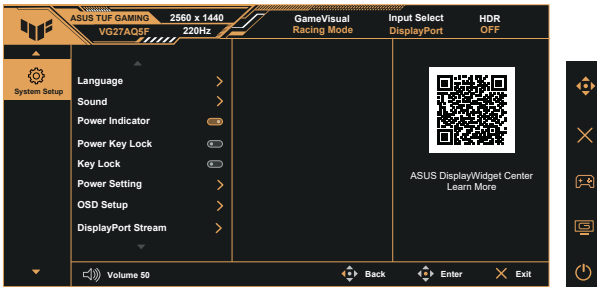 ASUS TUF GAMING 2560 x 1440
VG27AQ5F 220Hz
GameVisual
Racing Mode
Input Select
DisplayPort
HDR
OFF
System Setup
Language
Sound
Power Indicator
Power Key Lock
Key Lock
Power Setting
OSD Setup
DisplayPort Stream
ASUS DisplayWidget Center
Learn More
Volume 50
Back
Enter
Exit